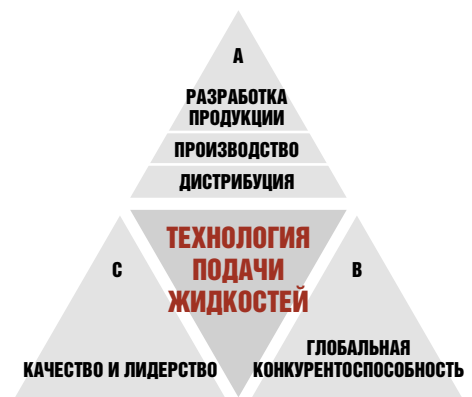 A
РАЗРАБОТКА
ПРОДУКЦИИ
ПРОИЗВОДСТВО
ДИСТРИБУЦИЯ
ТЕХНОЛОГИЯ
ПОДАЧИ
ЖИДКОСТЕЙ
C
B
КАЧЕСТВО И ЛИДЕРСТВО
ГЛОБАЛЬНАЯ
КОНКУРЕНТОСПОСОБНОСТЬ